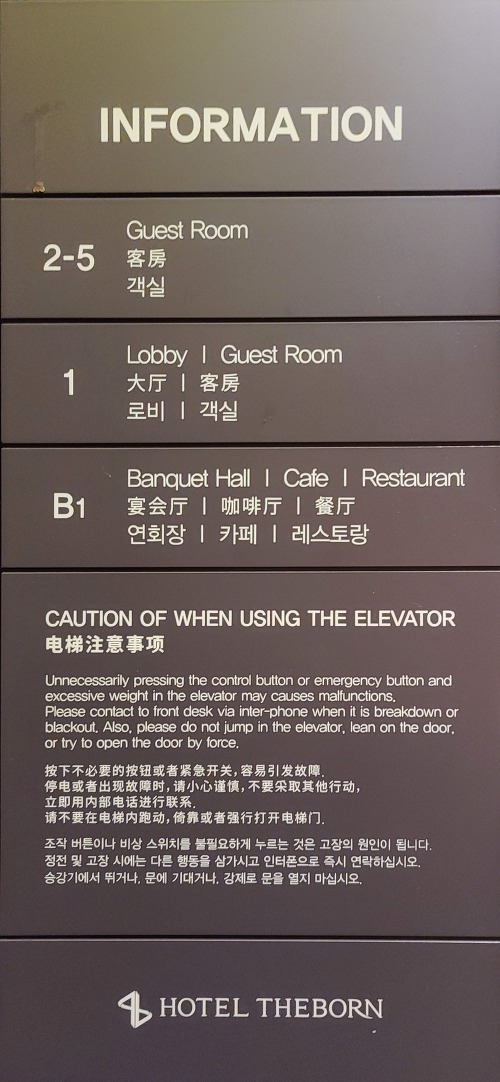 INFORMATION
2-5
Guest Room
客房
객실
1
Lobby | Guest Room
大厅 | 客房
로비 | 객실
B1
Banquet Hall | Cafe | Restaurant
宴会厅 | 咖啡厅 | 餐厅
연회장 | 카페 | 레스토랑
CAUTION OF WHEN USING THE ELEVATOR
电梯注意事项
Unnecessarily pressing the control button or emergency button and
excessive weight in the elevator may causes malfunctions.
Please contact to front desk via inter-phone when it is breakdown or
blackout. Also, please do not jump in the elevator, lean on the door,
or try to open the door by force.
按下不必要的按钮或者紧急开关,容易引发故障.
停电或者出现故障时,请小心谨慎,不要采取其他行动,
立即用内部电话进行联系.
请不要在电梯内跑动,倚靠或者强行打开电梯门.
조작 버튼이나 비상 스위치를 불필요하게 누르는 것은 고장의 원인이 됩니다.
정전 및 고장 시에는 다른 행동을 삼가시고 인터폰으로 즉시 연락하십시오.
승강기에서 뛰거나, 문에 기대거나, 강제로 문을 열지 마십시오.
HOTEL THEBORN